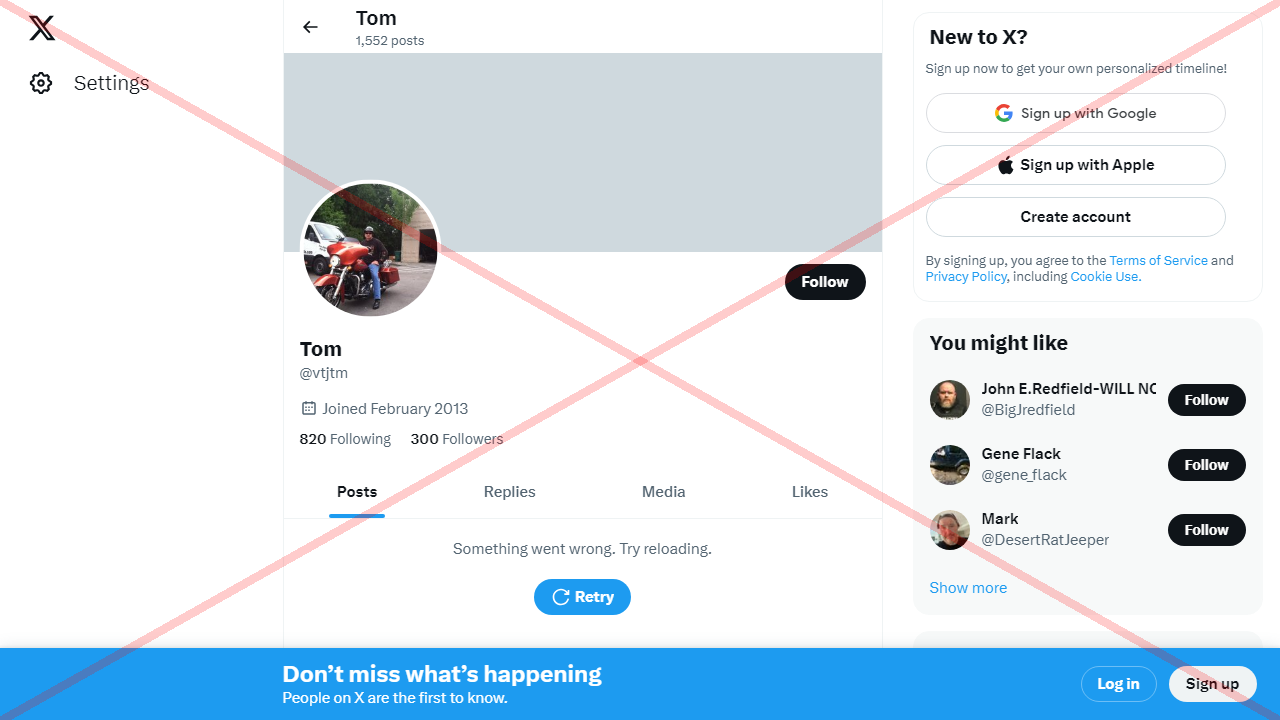 Settings
Tom
1,552 posts
Follow
Tom
@vtjtm
Joined February 2013
820 Following 300 Followers
Posts Replies Media Likes
Something went wrong. Try reloading.
Retry
New to X?
Sign up now to get your own personalized timeline!
Sign up with Google
Sign up with Apple
Create account
By signing up, you agree to the Terms of Service and
Privacy Policy, including Cookie Use.
You might like
John E.Redfield-WILL NO
@BigJredfield
Follow
Gene Flack
@gene_flack
Follow
Mark
@DesertRatJeeper
Follow
Show more
Don’t miss what’s happening
People on X are the first to know.
Log in
Sign up